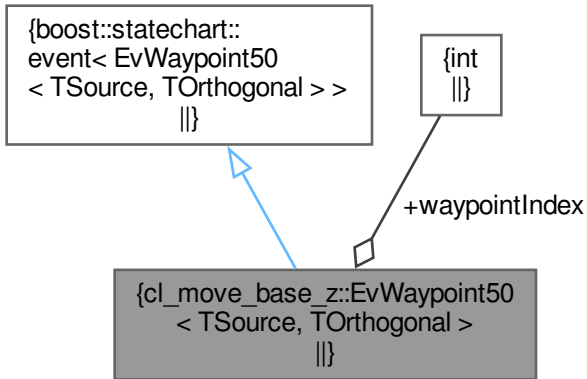 {boost::statechart::
event< EvWaypoint50
< TSource, TOrthogonal > >
||}
{int
||}
+waypointIndex
{cl_move_base_z::EvWaypoint50
< TSource, TOrthogonal >
||}